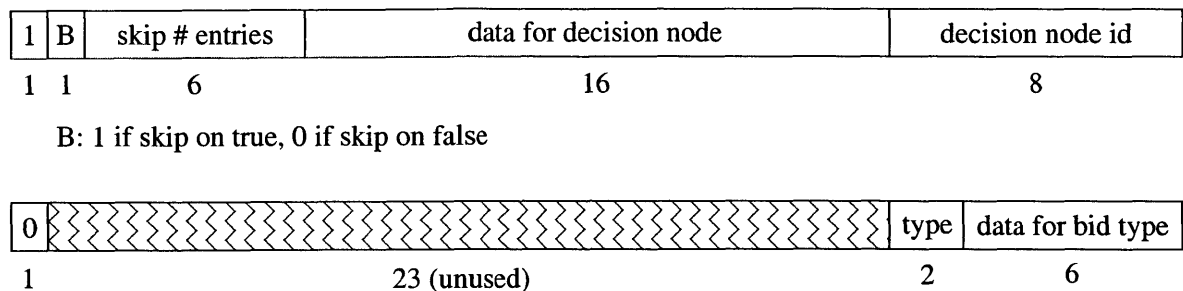 1 B skip # entries data for decision node decision node id
1 1 6 16 8
B: 1 if skip on true, 0 if skip on false
0 type data for bid type
1 23 (unused) 2 6